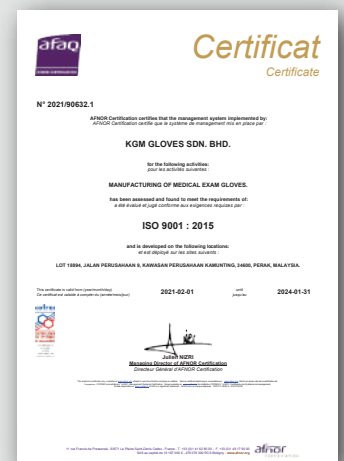 afaq
AFNOR CERTIFICATION
Certificat
Certificate
N° 2021/90632.1
AFNOR Certification certifies that the management system implemented by:
AFNOR Certification certifie que le système de management mis en place par :
KGM GLOVES SDN. BHD.
for the following activities:
pour les activités suivantes :
MANUFACTURING OF MEDICAL EXAM GLOVES.
has been assessed and found to meet the requirements of:
a été évalué et jugé conforme aux exigences requises par :
ISO 9001 : 2015
and is developed on the following locations:
et est déployé sur les sites suivants :
LOT 18894, JALAN PERUSAHAAN 9, KAWASAN PERUSAHAAN KAMUNTING, 34600, PERAK, MALAYSIA.
This certificate is valid from (year/month/day) 2021-02-01 until 2024-01-31
Ce certificat est valable à compter du (année/mois/jour) jusqu'au
Julien NIZRI
Managing Director of AFNOR Certification
Directeur Général d'AFNOR Certification
afnor